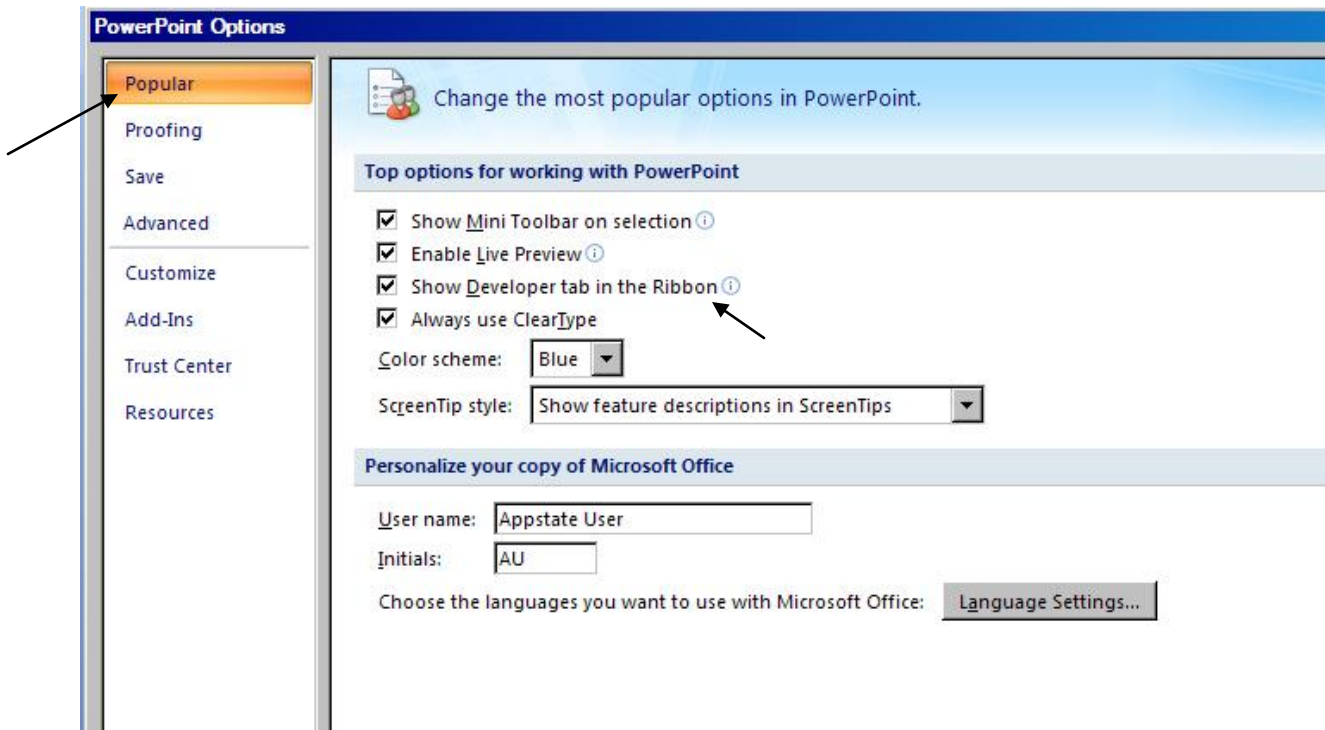 PowerPoint Options
Popular
Proofing
Save
Advanced
Customize
Add-Ins
Trust Center
Resources
Change the most popular options in PowerPoint.
Top options for working with PowerPoint
Show Mini Toolbar on selection
Enable Live Preview
Show Developer tab in the Ribbon
Always use ClearType
Color scheme: Blue
ScreenTip style: Show feature descriptions in ScreenTips
Personalize your copy of Microsoft Office
User name: Appstate User
Initials: AU
Choose the languages you want to use with Microsoft Office: Language Settings...